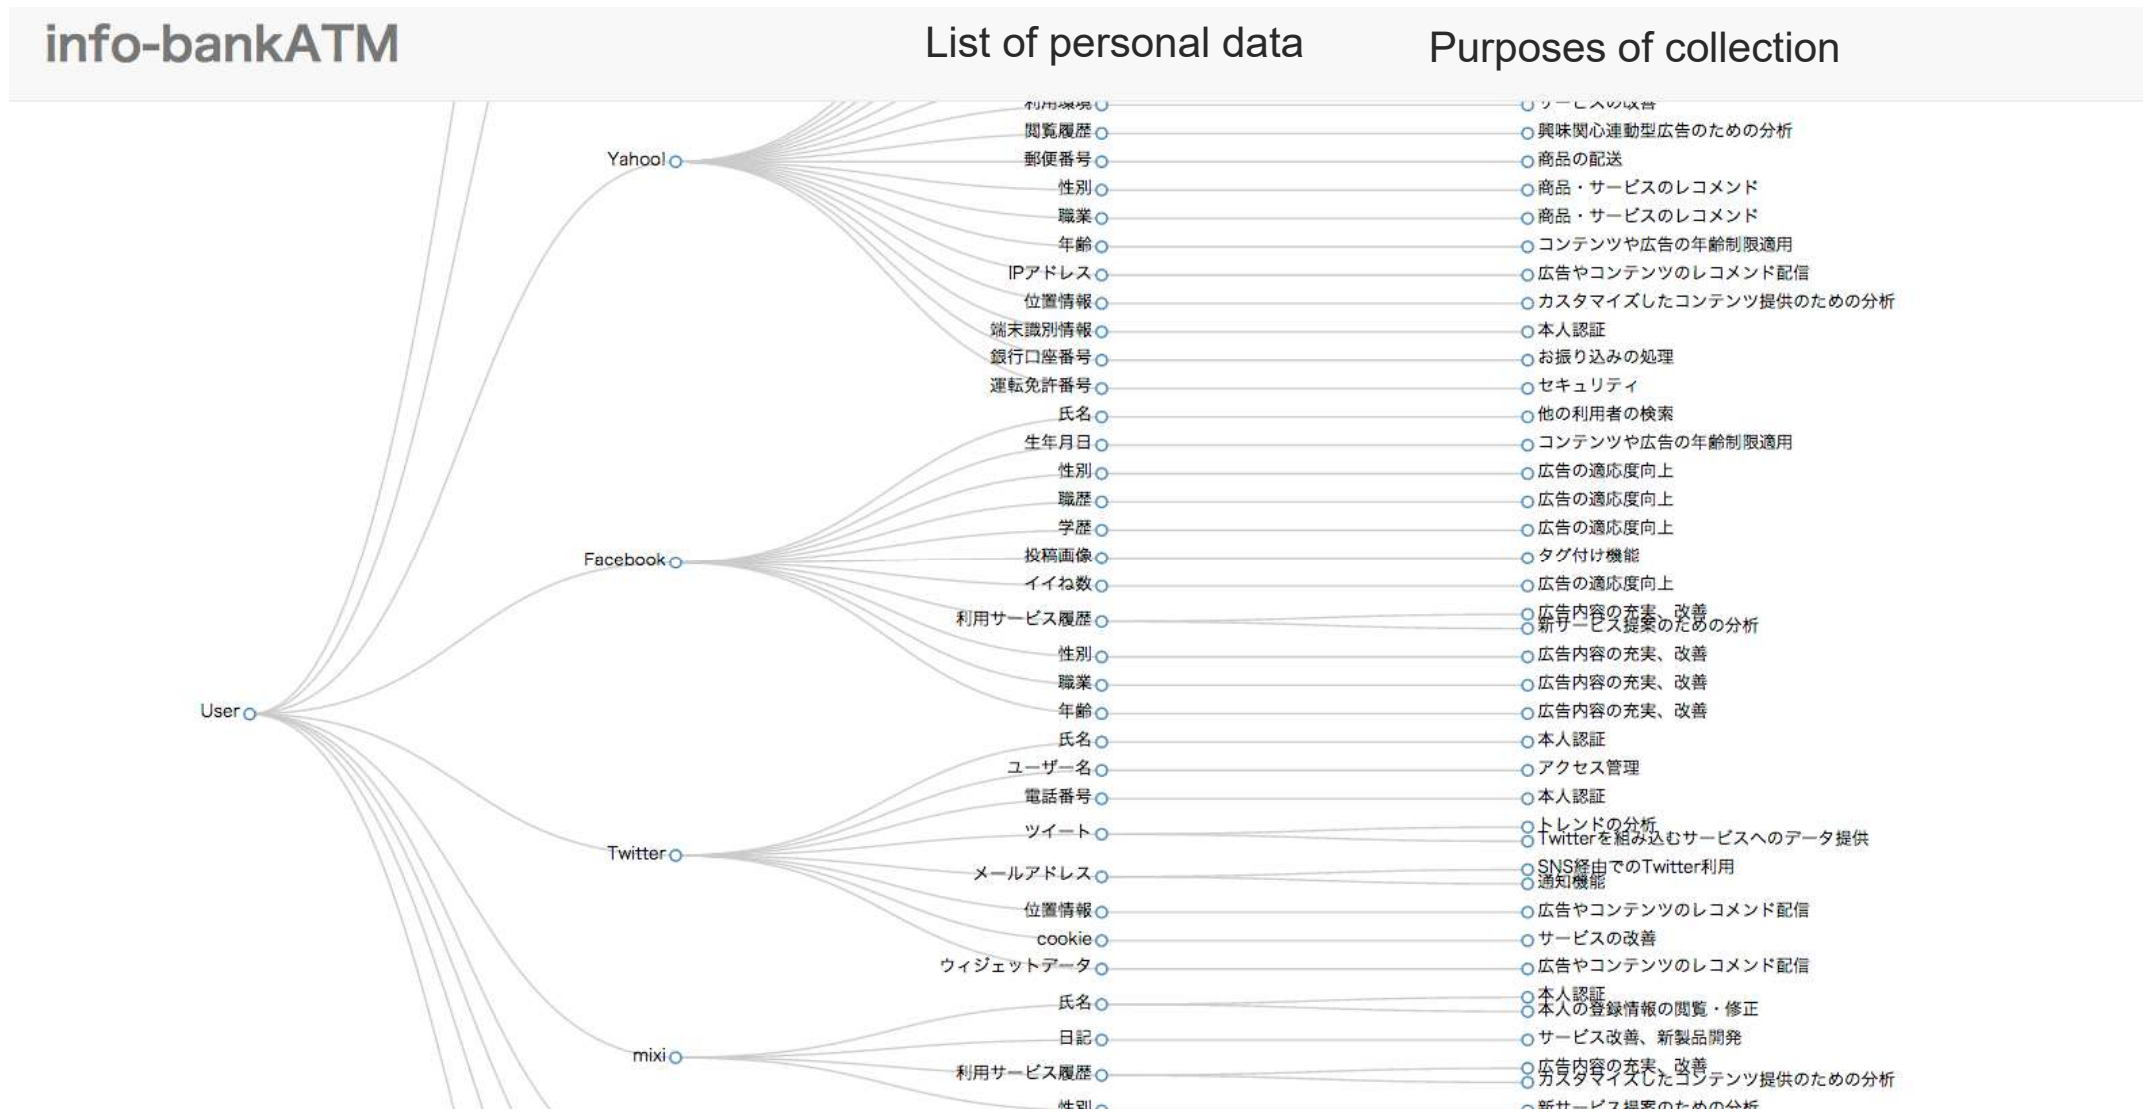 info-bankATM
List of personal data
Purposes of collection
利用環境 サービスの改善
閲覧履歴 興味関心連動型広告のための分析
Yahoo! 郵便番号 商品の配送
性別 商品・サービスのレコメンド
職業 商品・サービスのレコメンド
年齢 コンテンツや広告の年齢制限適用
IPアドレス 広告やコンテンツのレコメンド配信
位置情報 カスタマイズしたコンテンツ提供のための分析
端末識別情報 本人認証
銀行口座番号 お振り込みの処理
運転免許番号 セキュリティ
氏名 他の利用者の検索
生年月日 コンテンツや広告の年齢制限適用
性別 広告の適応度向上
職歴 広告の適応度向上
学歴 広告の適応度向上
Facebook 投稿画像 タグ付け機能
イイね数 広告の適応度向上
利用サービス履歴 広告内容の充実、改善
新サービス提案のための分析
性別 広告内容の充実、改善
職業 広告内容の充実、改善
User 年齢 広告内容の充実、改善
氏名 本人認証
ユーザー名 アクセス管理
電話番号 本人認証
ツイート トレンドの分析
Twitterを組み込むサービスへのデータ提供
Twitter メールアドレス SNS経由でのTwitter利用
通知機能
位置情報 広告やコンテンツのレコメンド配信
cookie サービスの改善
ウィジェットデータ 広告やコンテンツのレコメンド配信
氏名 本人認証
本人の登録情報の閲覧・修正
日記 サービス改善、新製品開発
mixi 利用サービス履歴 広告内容の充実、改善
カスタマイズしたコンテンツ提供のための分析
性別 新サービス提案のための分析